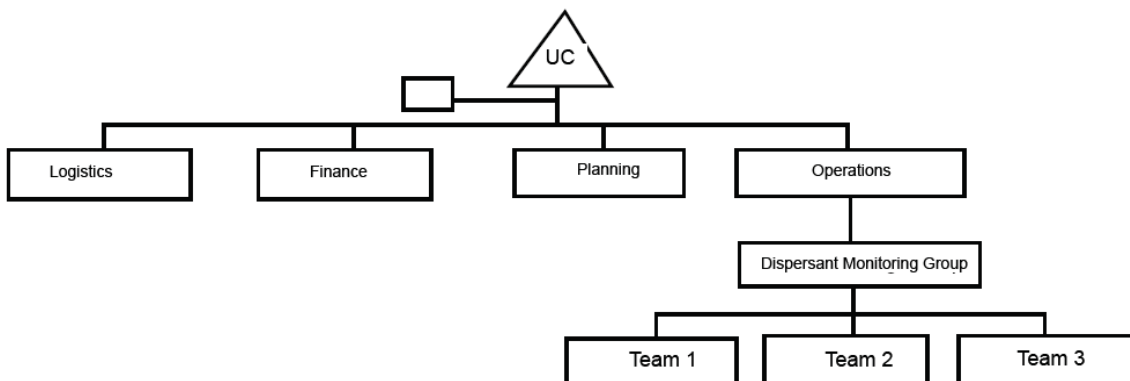 UC
Logistics
Finance
Planning
Operations
Dispersant Monitoring Group
Team 1
Team 2
Team 3